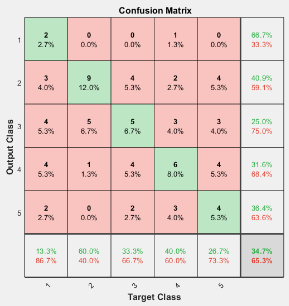 Confusion Matrix
1 2 0 0 1 0 66.7%
2.7% 0.0% 0.0% 1.3% 0.0% 33.3%
2 3 9 4 2 4 40.9%
4.0% 12.0% 5.3% 2.7% 5.3% 59.1%
3 4 5 5 3 3 25.0%
5.3% 6.7% 6.7% 4.0% 4.0% 75.0%
4 4 1 4 6 4 31.6%
5.3% 1.3% 5.3% 8.0% 5.3% 68.4%
5 2 0 2 3 4 36.4%
2.7% 0.0% 2.7% 4.0% 5.3% 63.6%
13.3% 60.0% 33.3% 40.0% 26.7% 34.7%
86.7% 40.0% 66.7% 60.0% 73.3% 65.3%
1 2 3 4 5
Target Class
Output Class